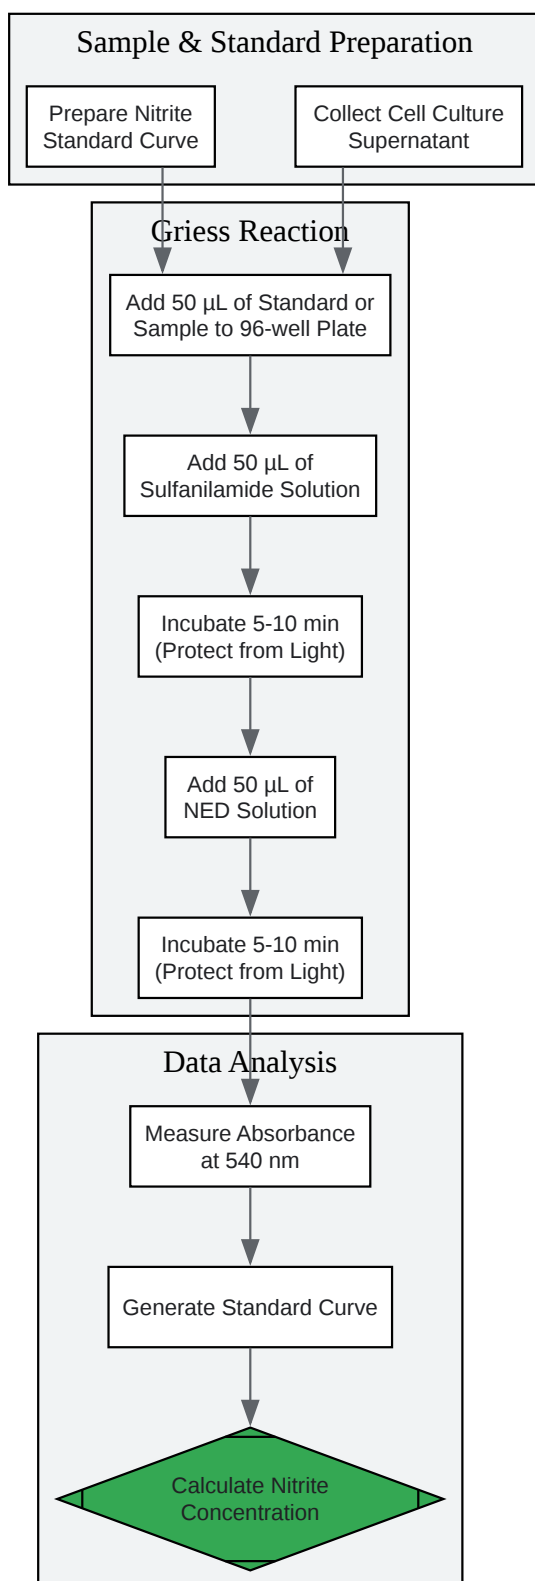 Sample & Standard Preparation
Prepare Nitrite
Standard Curve
Collect Cell Culture
Supernatant
Griess Reaction
Add 50 µL of Standard or
Sample to 96-well Plate
Add 50 µL of
Sulfanilamide Solution
Incubate 5-10 min
(Protect from Light)
Add 50 µL of
NED Solution
Incubate 5-10 min
(Protect from Light)
Data Analysis
Measure Absorbance
at 540 nm
Generate Standard Curve
Calculate Nitrite
Concentration